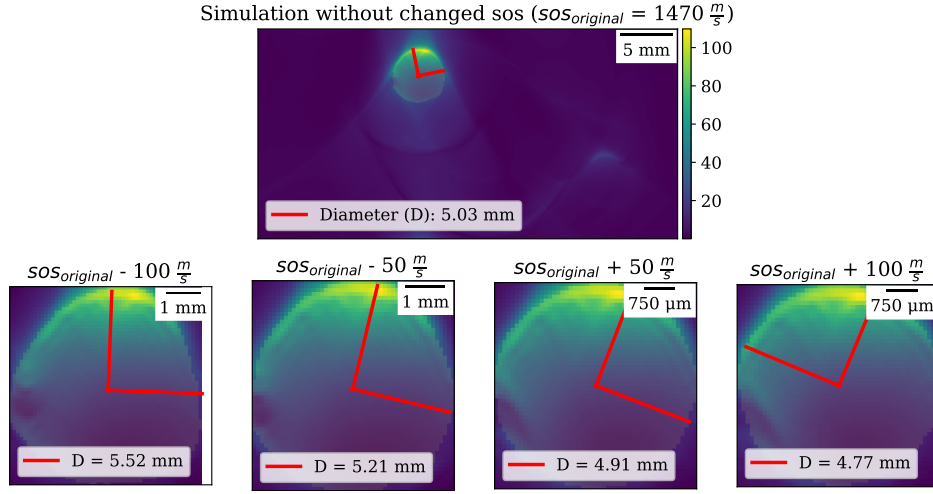 Simulation without changed sos (sos_original = 1470 m/s)
5 mm
100
80
60
40
20
Diameter (D): 5.03 mm
sos_original - 100 m/s
1 mm
D = 5.52 mm
sos_original - 50 m/s
1 mm
D = 5.21 mm
sos_original + 50 m/s
750 μm
D = 4.91 mm
sos_original + 100 m/s
750 μm
D = 4.77 mm